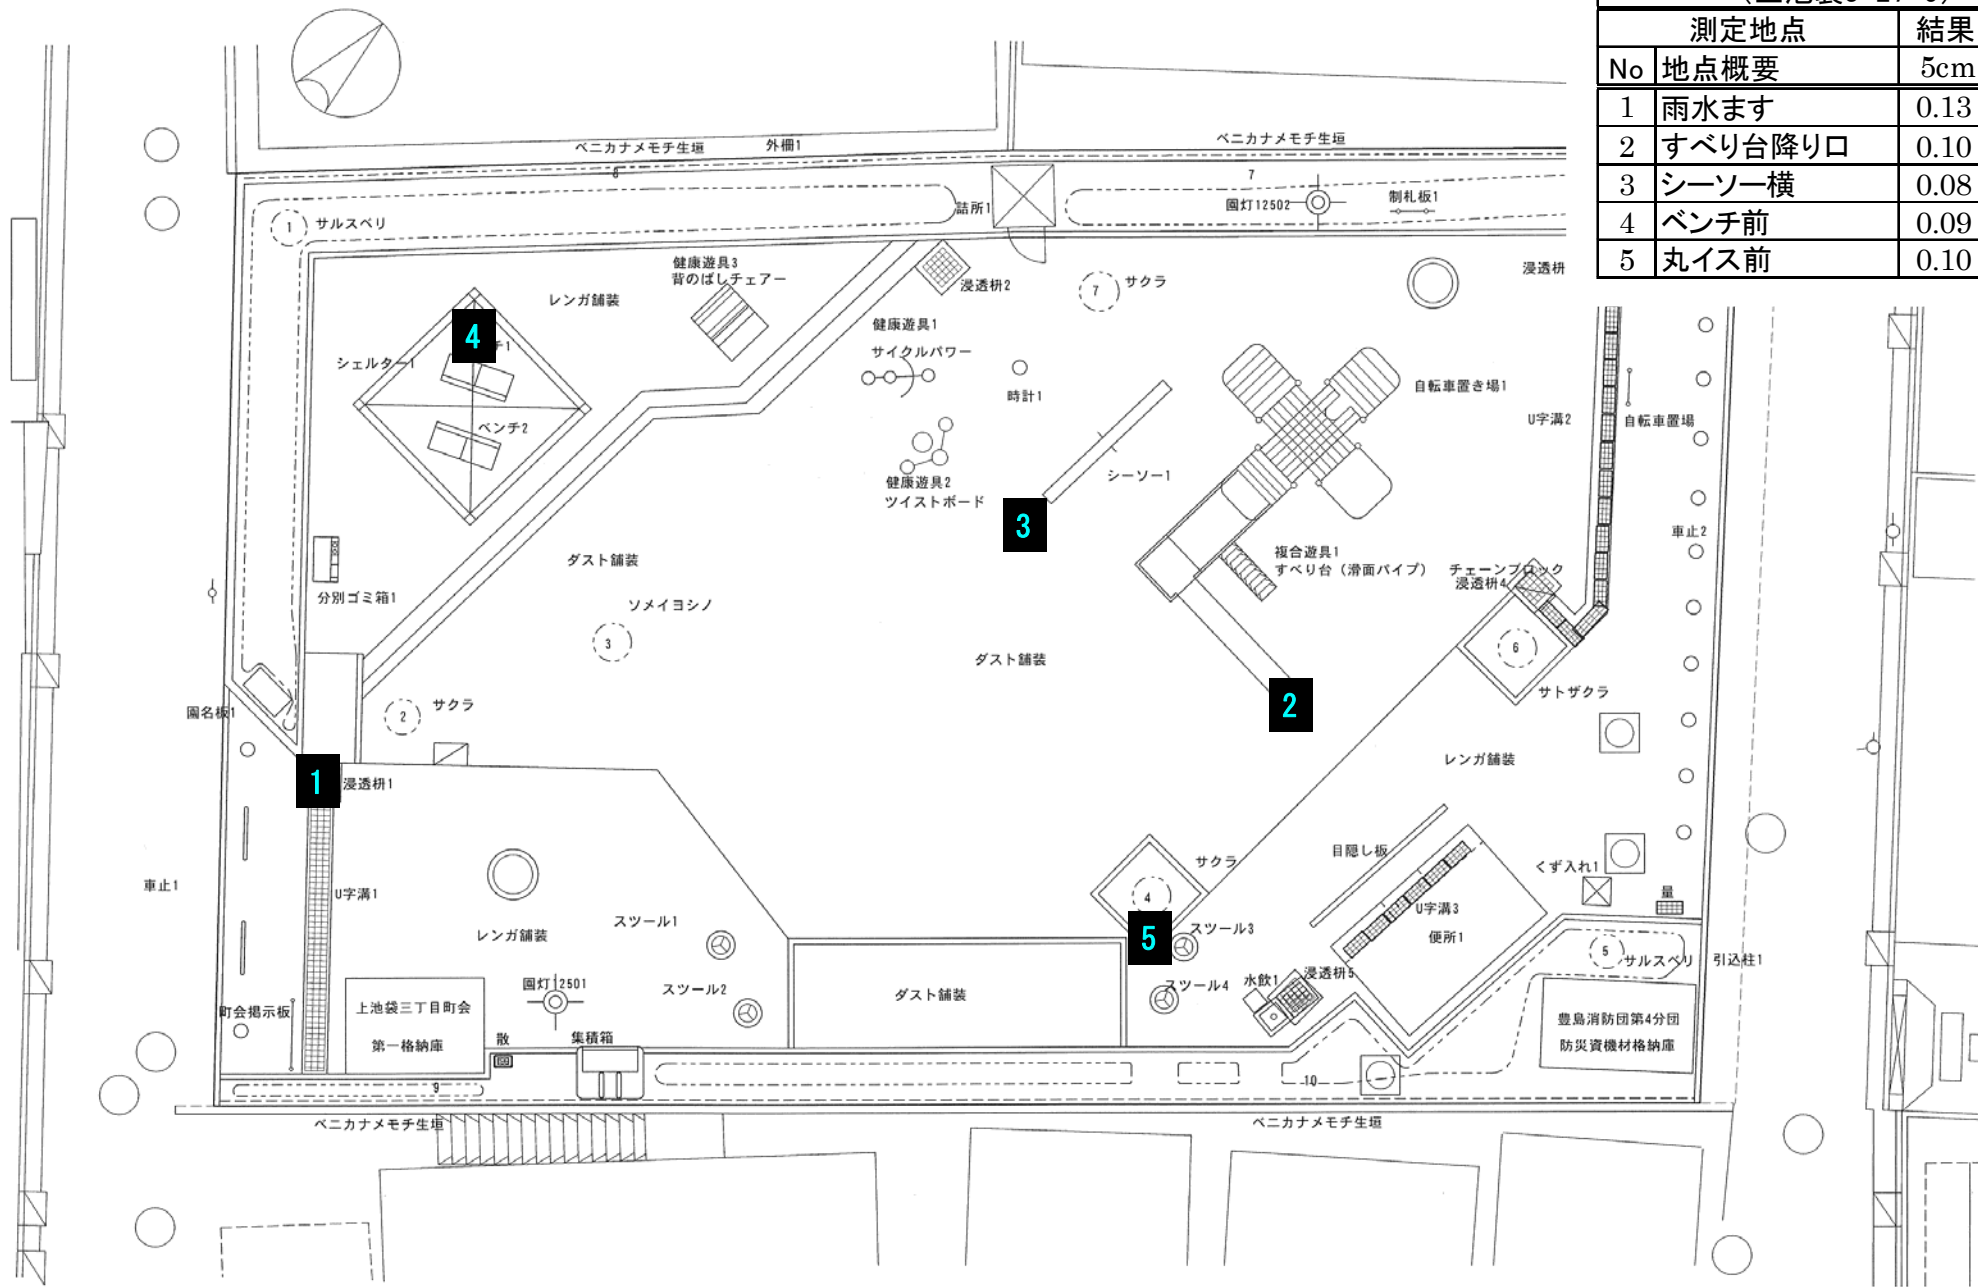 測定地点 結果
No 地点概要 5cm
1 雨水ます 0.13
2 すべり台降り口 0.10
3 シーソー横 0.08
4 ベンチ前 0.09
5 丸イス前 0.10
ベニカナメモチ生垣 外柵1
ベニカナメモチ生垣
8
7
1 サルスベリ
詰所1
園灯12502
制札板1
健康遊具3
背のばしチェアー
レンガ舗装
浸透枡2
7 サクラ
浸透枡
4
チ1
シェルター1
ベンチ2
健康遊具1
サイクルパワー
時計1
自転車置き場1
U字溝2
自転車置場
健康遊具2
ツイストボード
シーソー1
3
車止2
ダスト舗装
複合遊具1
すべり台(滑面パイプ)
チェーンブロック
浸透枡4
分別ゴミ箱1
ソメイヨシノ
3
ダスト舗装
6
サトザクラ
2
園名板1
2 サクラ
レンガ舗装
1
浸透枡1
車止1
U字溝1
サクラ
4
目隠し板
くず入れ1
量
レンガ舗装
スツール1
5
スツール3
U字溝3
便所1
5
サルスベリ
引込柱1
園灯12501
スツール2
ダスト舗装
スツール4
水飲1
浸透枡5
町会掲示板
上池袋三丁目町会
第一格納庫
散
集積箱
豊島消防団第4分団
防災資機材格納庫
9
10
ベニカナメモチ生垣
ベニカナメモチ生垣